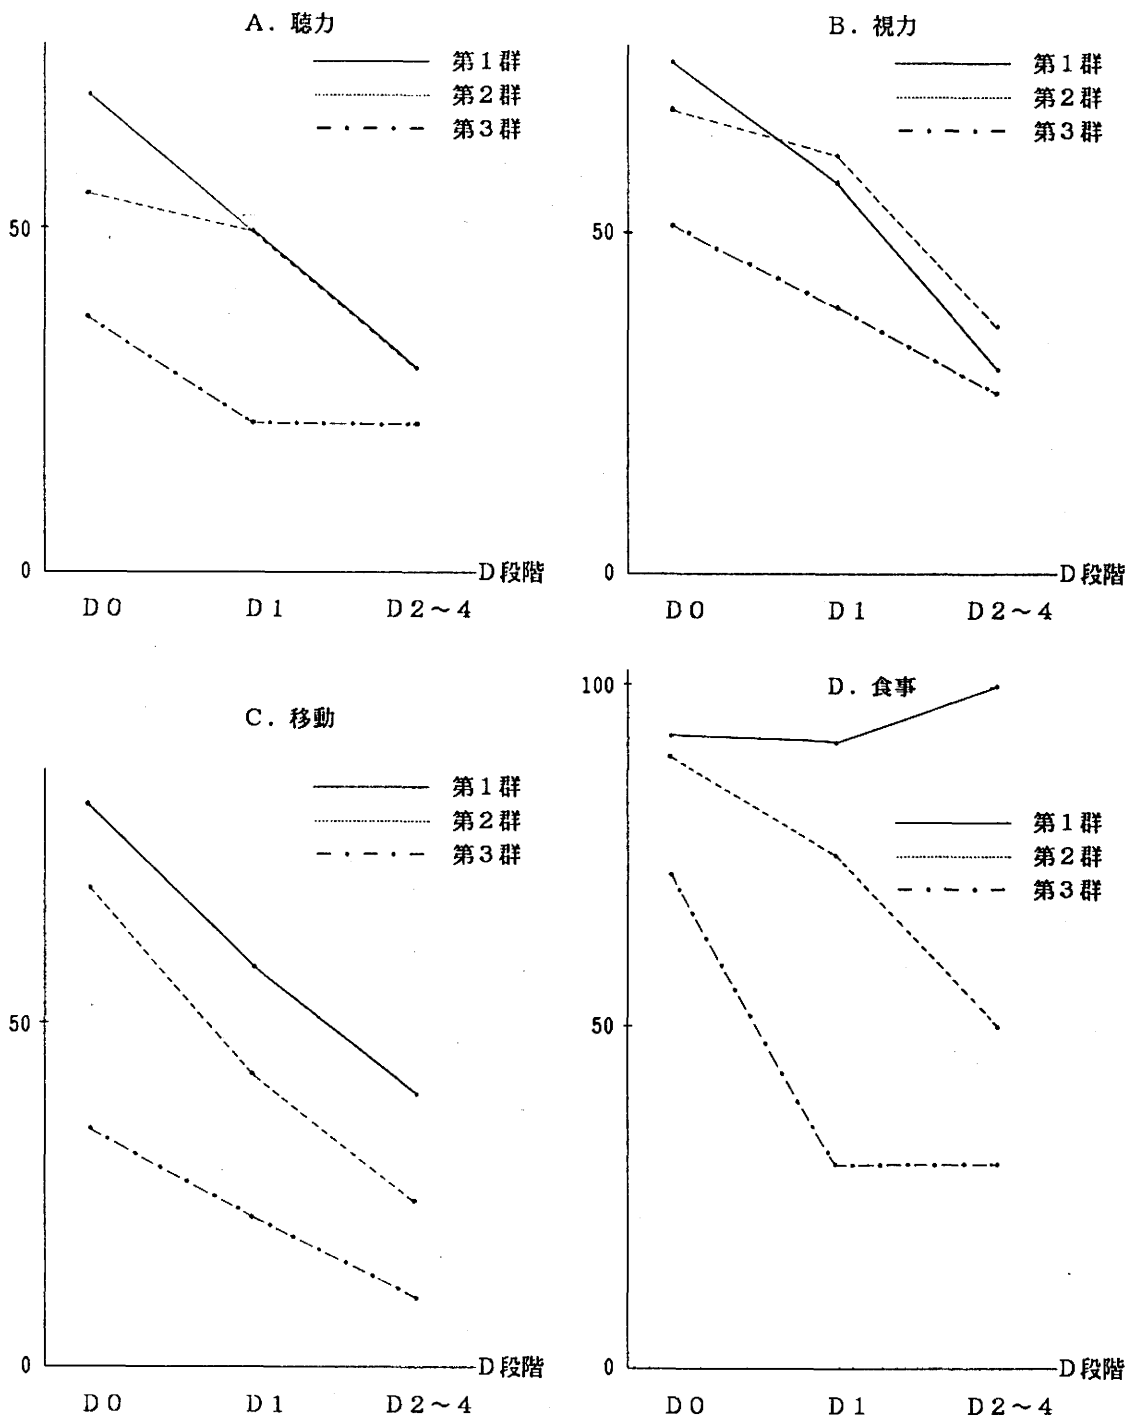 A. 聴力
第1群
第2群
第3群
50
0
D段階
D0 D1 D2～4
B. 視力
第1群
第2群
第3群
50
0
D段階
D0 D1 D2～4
C. 移動
第1群
第2群
第3群
50
0
D段階
D0 D1 D2～4
D. 食事
100
第1群
第2群
第3群
50
0
D段階
D0 D1 D2～4